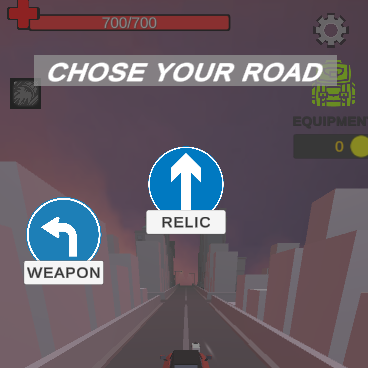 700/700
CHOSE YOUR ROAD
EQUIPMENT
0
RELIC
WEAPON